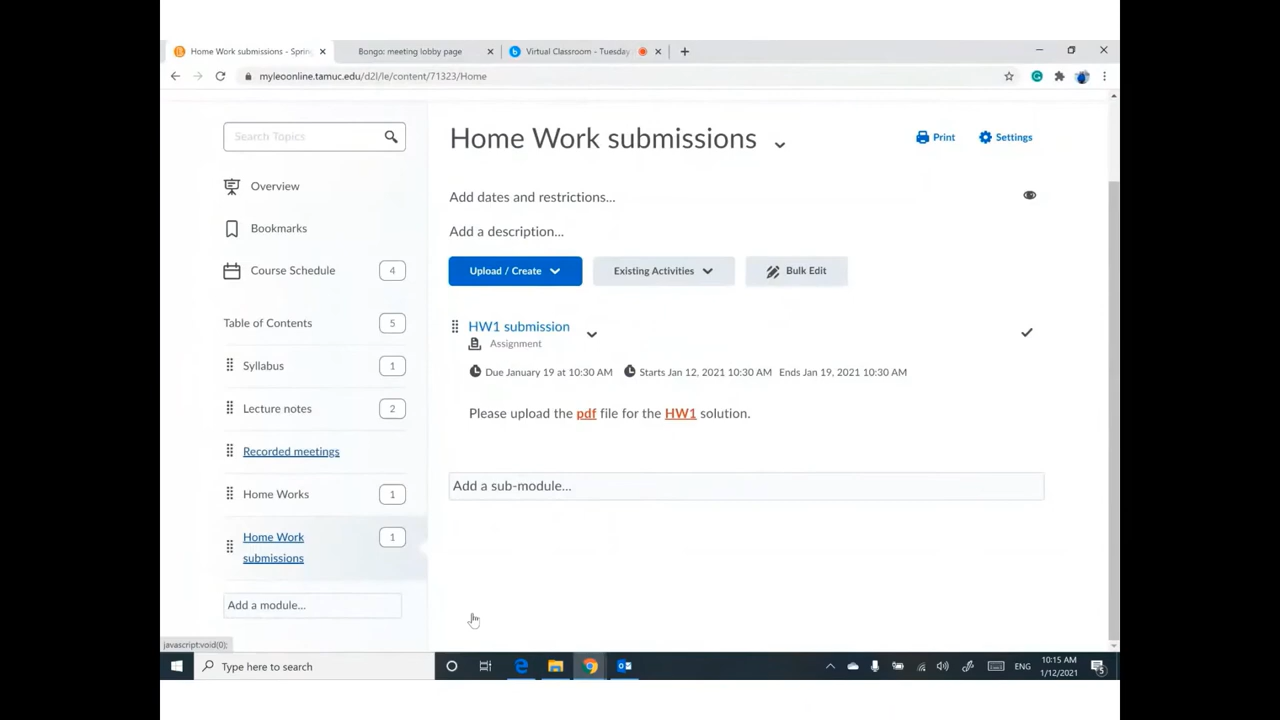 Home Work submissions - Sprin
Bongo: meeting lobby page
Virtual Classroom - Tuesday
myleoonline.tamuc.edu/d2l/le/content/71323/Home
Search Topics
Overview
Bookmarks
Course Schedule 4
Table of Contents 5
Syllabus 1
Lecture notes 2
Recorded meetings
Home Works 1
Home Work 1
submissions
Add a module...
Home Work submissions
Print
Settings
Add dates and restrictions...
Add a description...
Upload / Create
Existing Activities
Bulk Edit
HW1 submission
Assignment
Due January 19 at 10:30 AM Starts Jan 12, 2021 10:30 AM Ends Jan 19, 2021 10:30 AM
Please upload the pdf file for the HW1 solution.
Add a sub-module...
javascript:void(0);
Type here to search
ENG
10:15 AM
1/12/2021
5